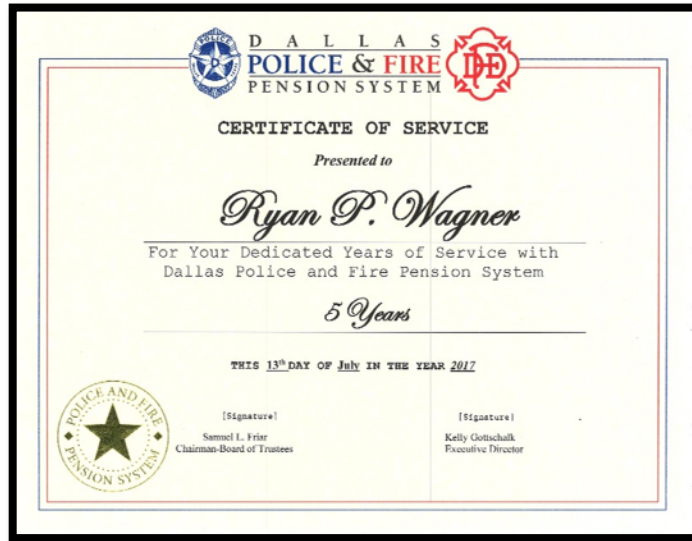 DALLAS
POLICE & FIRE
PENSION SYSTEM
POLICE
D
DFD
CERTIFICATE OF SERVICE
Presented to
Ryan P. Wagner
For Your Dedicated Years of Service with
Dallas Police and Fire Pension System
5 Years
THIS 13th DAY OF July IN THE YEAR 2017
POLICE AND FIRE
PENSION SYSTEM
[Signature]
Samuel L. Friar
Chairman-Board of Trustees
[Signature]
Kelly Gottschalk
Executive Director